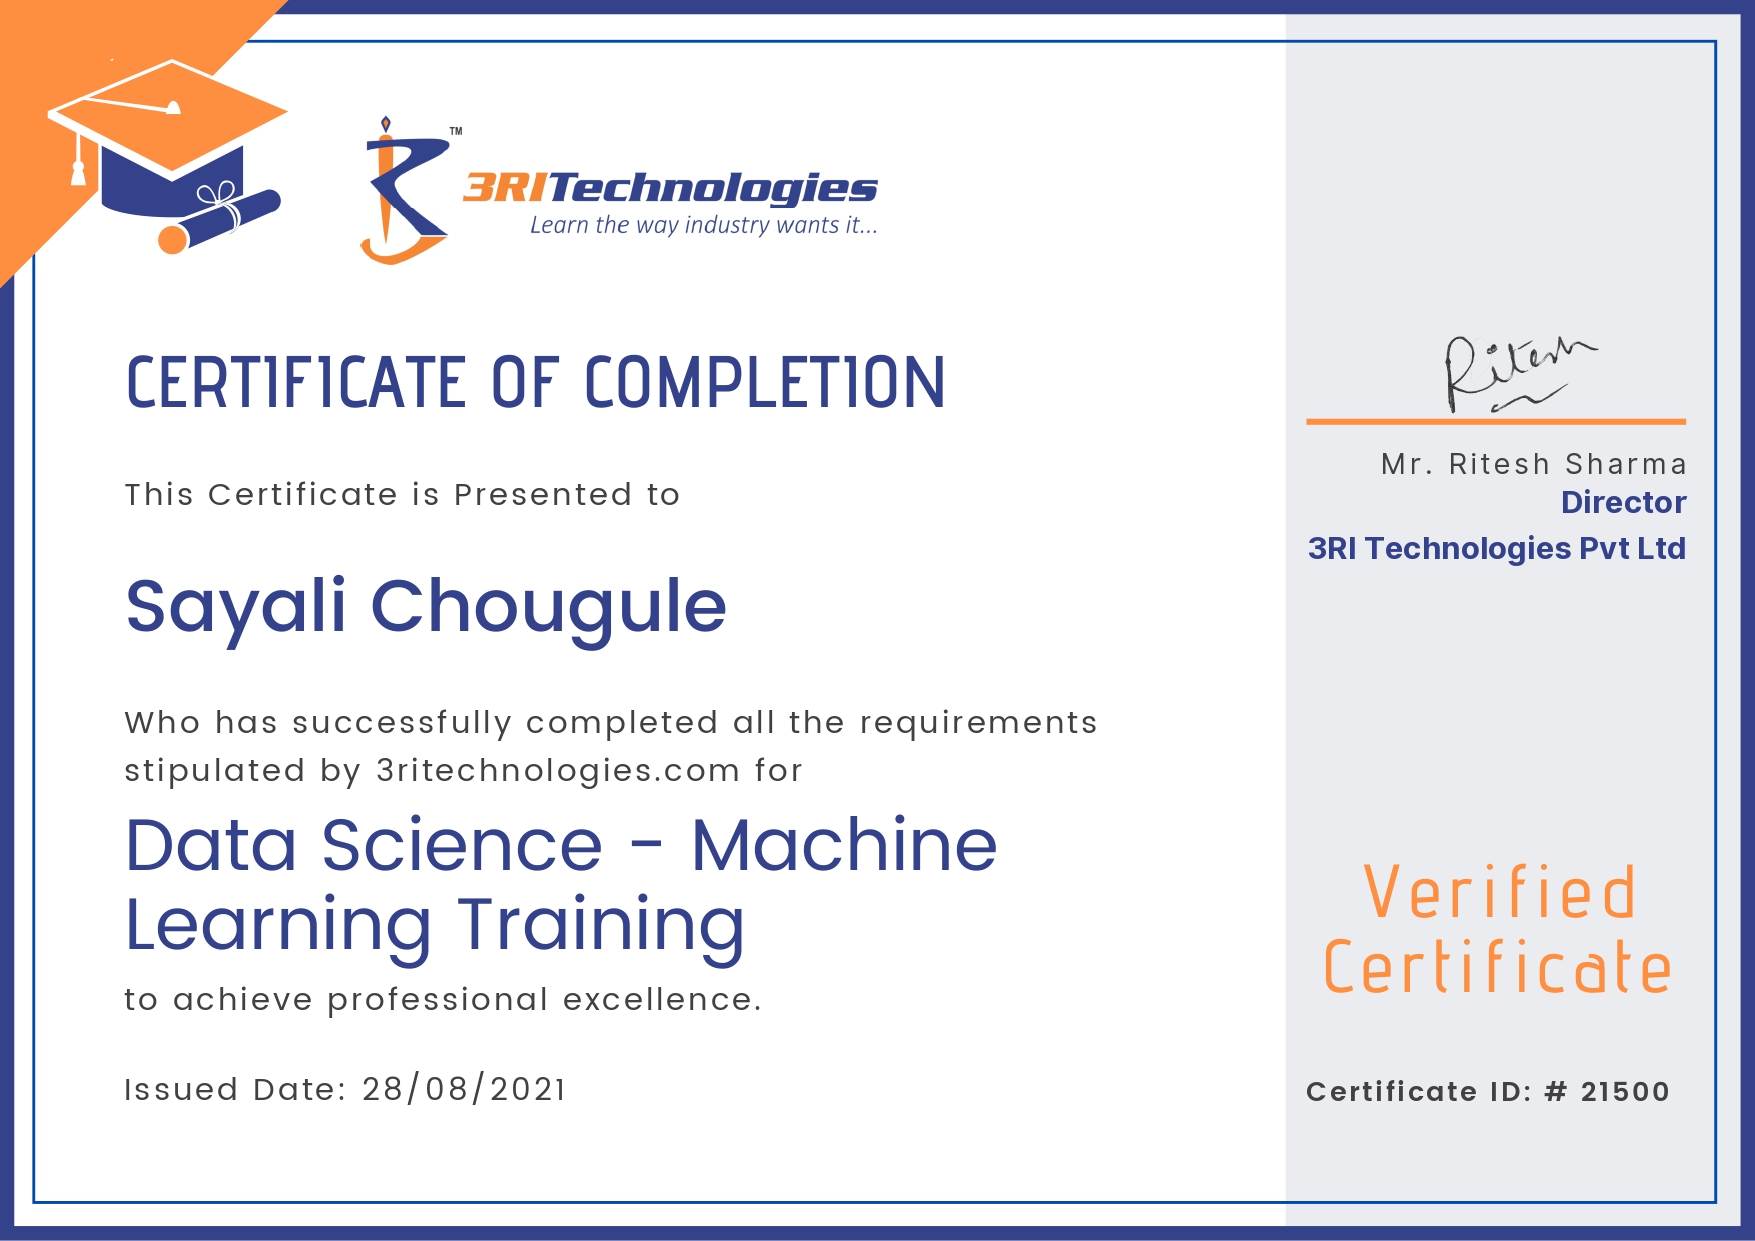 TM
3RITechnologies
Learn the way industry wants it...
CERTIFICATE OF COMPLETION
This Certificate is Presented to
Sayali Chougule
Who has successfully completed all the requirements
stipulated by 3ritechnologies.com for
Data Science - Machine
Learning Training
to achieve professional excellence.
Issued Date: 28/08/2021
Ritesh
Mr. Ritesh Sharma
Director
3RI Technologies Pvt Ltd
Verified
Certificate
Certificate ID: # 21500